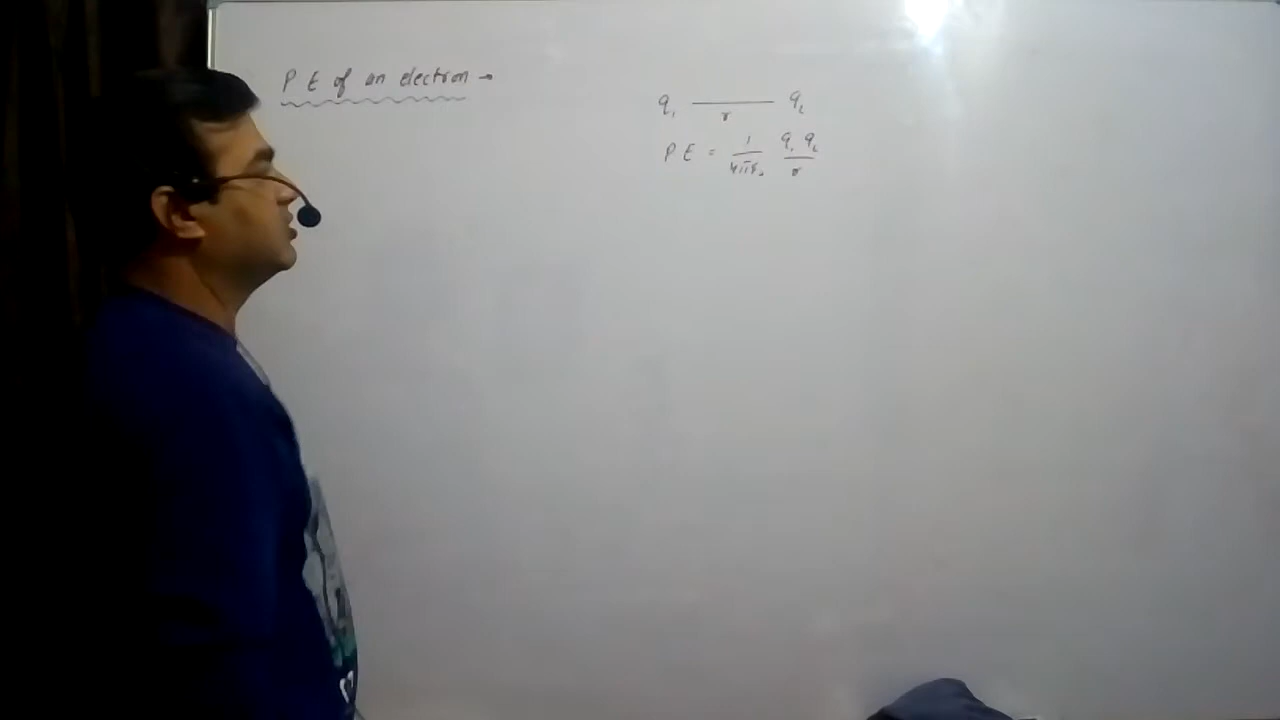 P E of an electron →
q₁ ——— q₂
r
P E = 1/4πε₀ q₁ q₂/r